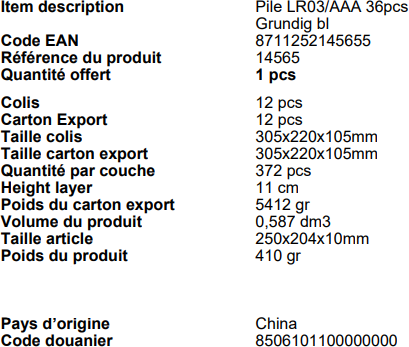 Item description Pile LR03/AAA 36pcs
Grundig bl
Code EAN 8711252145655
Référence du produit 14565
Quantité offert 1 pcs
Colis 12 pcs
Carton Export 12 pcs
Taille colis 305x220x105mm
Taille carton export 305x220x105mm
Quantité par couche 372 pcs
Height layer 11 cm
Poids du carton export 5412 gr
Volume du produit 0,587 dm3
Taille article 250x204x10mm
Poids du produit 410 gr
Pays d'origine China
Code douanier 8506101100000000